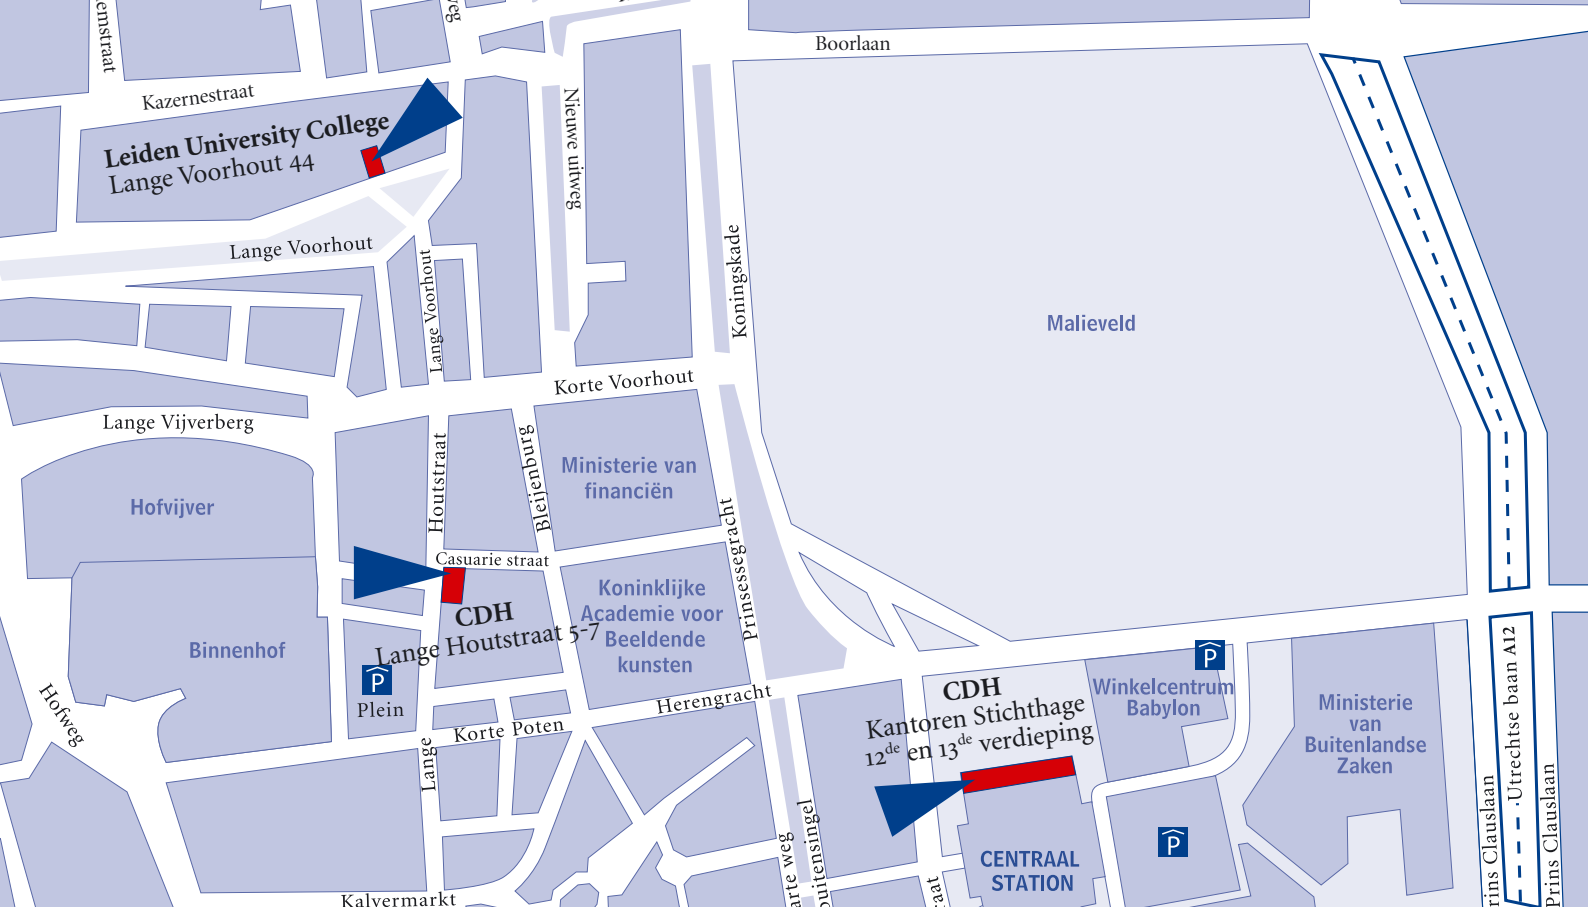 Boorlaan
Kazernestraat
Leiden University College
Lange Voorhout 44
Nieuwe uitweg
Lange Voorhout
Lange Voorhout
Koningskade
Malieveld
Korte Voorhout
Lange Vijverberg
Houtstraat
Bleijenburg
Ministerie van
financiën
Hofvijver
Prinsessegracht
Casuarie straat
CDH
Lange Houtstraat 5-7
Koninklijke
Academie voor
Beeldende
kunsten
Binnenhof
P
Plein
Hofweg
Herengracht
Korte Poten
Lange
CDH
Kantoren Stichthage
12de en 13de verdieping
P
Winkelcentrum
Babylon
Ministerie
van
Buitenlandse
Zaken
Utrechtse baan A12
Prins Clauslaan
Prins Clauslaan
P
CENTRAAL
STATION
Kalvermarkt